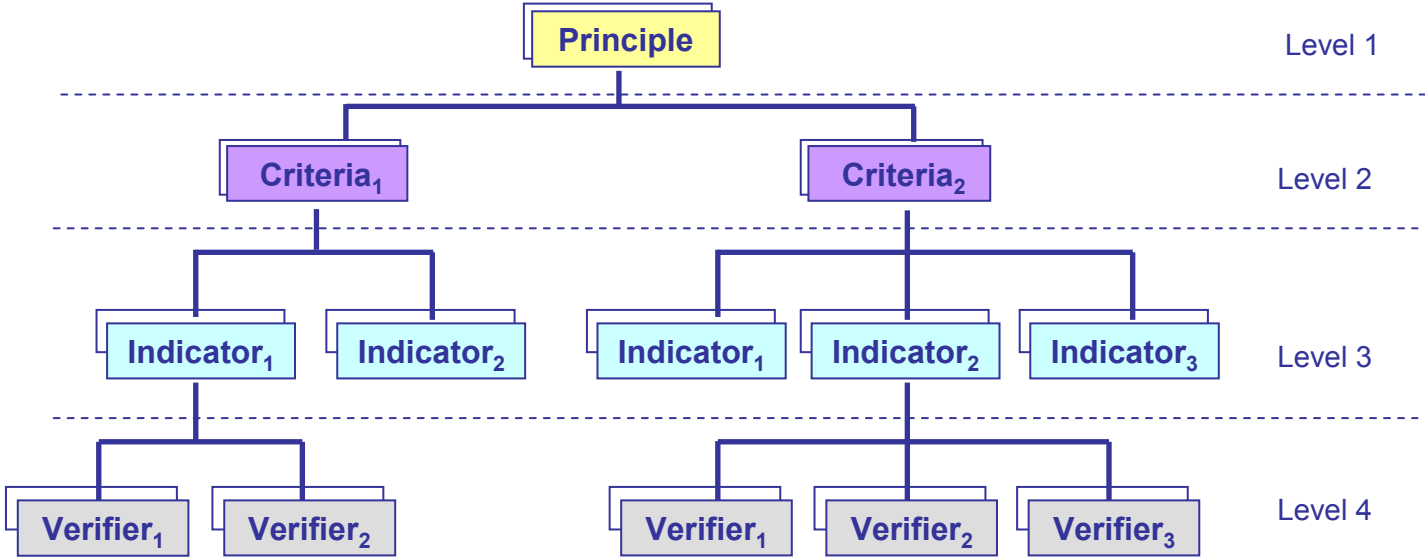 Principle
Level 1
Criteria₁
Criteria₂
Level 2
Indicator₁
Indicator₂
Indicator₁
Indicator₂
Indicator₃
Level 3
Verifier₁
Verifier₂
Verifier₁
Verifier₂
Verifier₃
Level 4